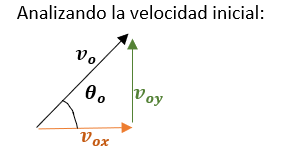 Analizando la velocidad inicial:
vo
θo
voy
vox